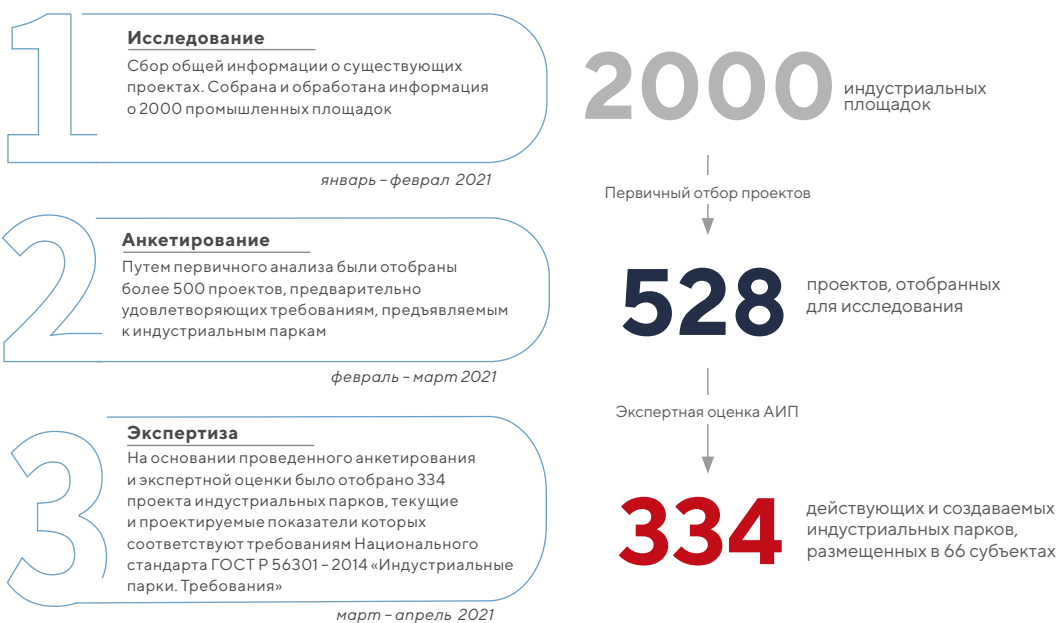 1
Исследование
Сбор общей информации о существующих
проектах. Собрана и обработана информация
о 2000 промышленных площадок
январь – феврал 2021
2000
индустриальных
площадок
Первичный отбор проектов
2
Анкетирование
Путем первичного анализа были отобраны
более 500 проектов, предварительно
удовлетворяющих требованиям, предъявляемым
к индустриальным паркам
февраль – март 2021
528
проектов, отобранных
для исследования
Экспертная оценка АИП
3
Экспертиза
На основании проведенного анкетирования
и экспертной оценки было отобрано 334
проекта индустриальных парков, текущие
и проектируемые показатели которых
соответствуют требованиям Национального
стандарта ГОСТ Р 56301 – 2014 «Индустриальные
парки. Требования»
март – апрель 2021
334
действующих и создаваемых
индустриальных парков,
размещенных в 66 субъектах